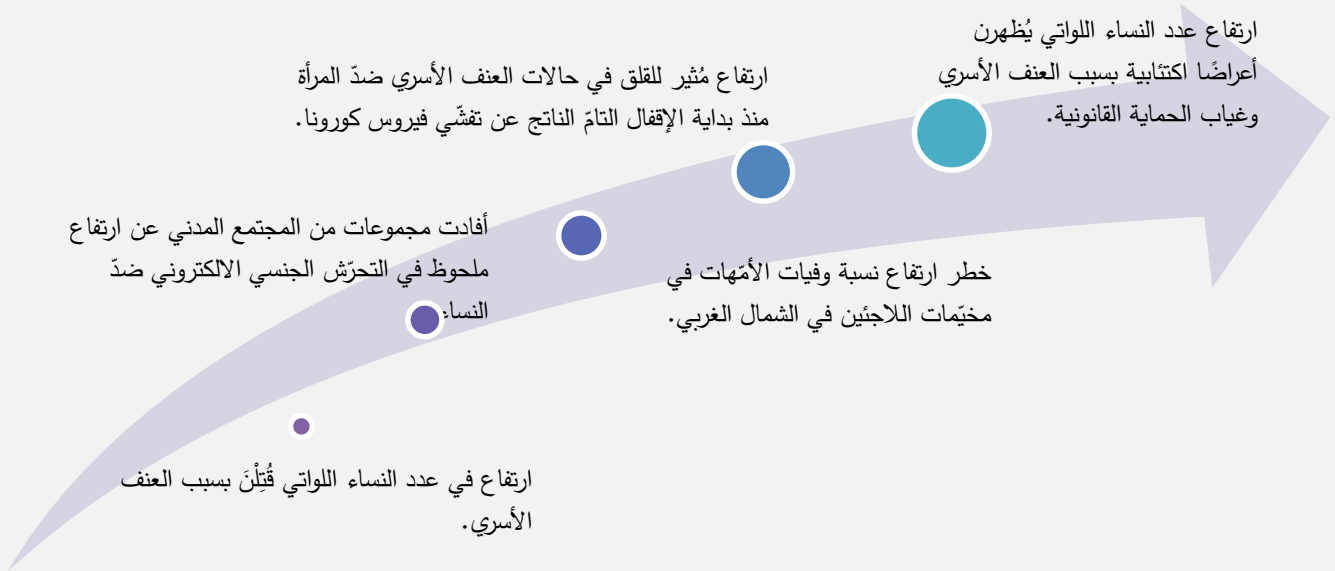 ارتفاع عدد النساء اللواتي يُظهرن
أعراضًا اكتئابية بسبب العنف الأسري
وغياب الحماية القانونية.
ارتفاع مُثير للقلق في حالات العنف الأسري ضدّ المرأة
منذ بداية الإقفال التامّ الناتج عن تفشّي فيروس كورونا.
أفادت مجموعات من المجتمع المدني عن ارتفاع
ملحوظ في التحرّش الجنسي الالكتروني ضدّ
النساء
خطر ارتفاع نسبة وفيات الأمّهات في
مخيّمات اللاجئين في الشمال الغربي.
ارتفاع في عدد النساء اللواتي قُتِلْنَ بسبب العنف
الأسري.